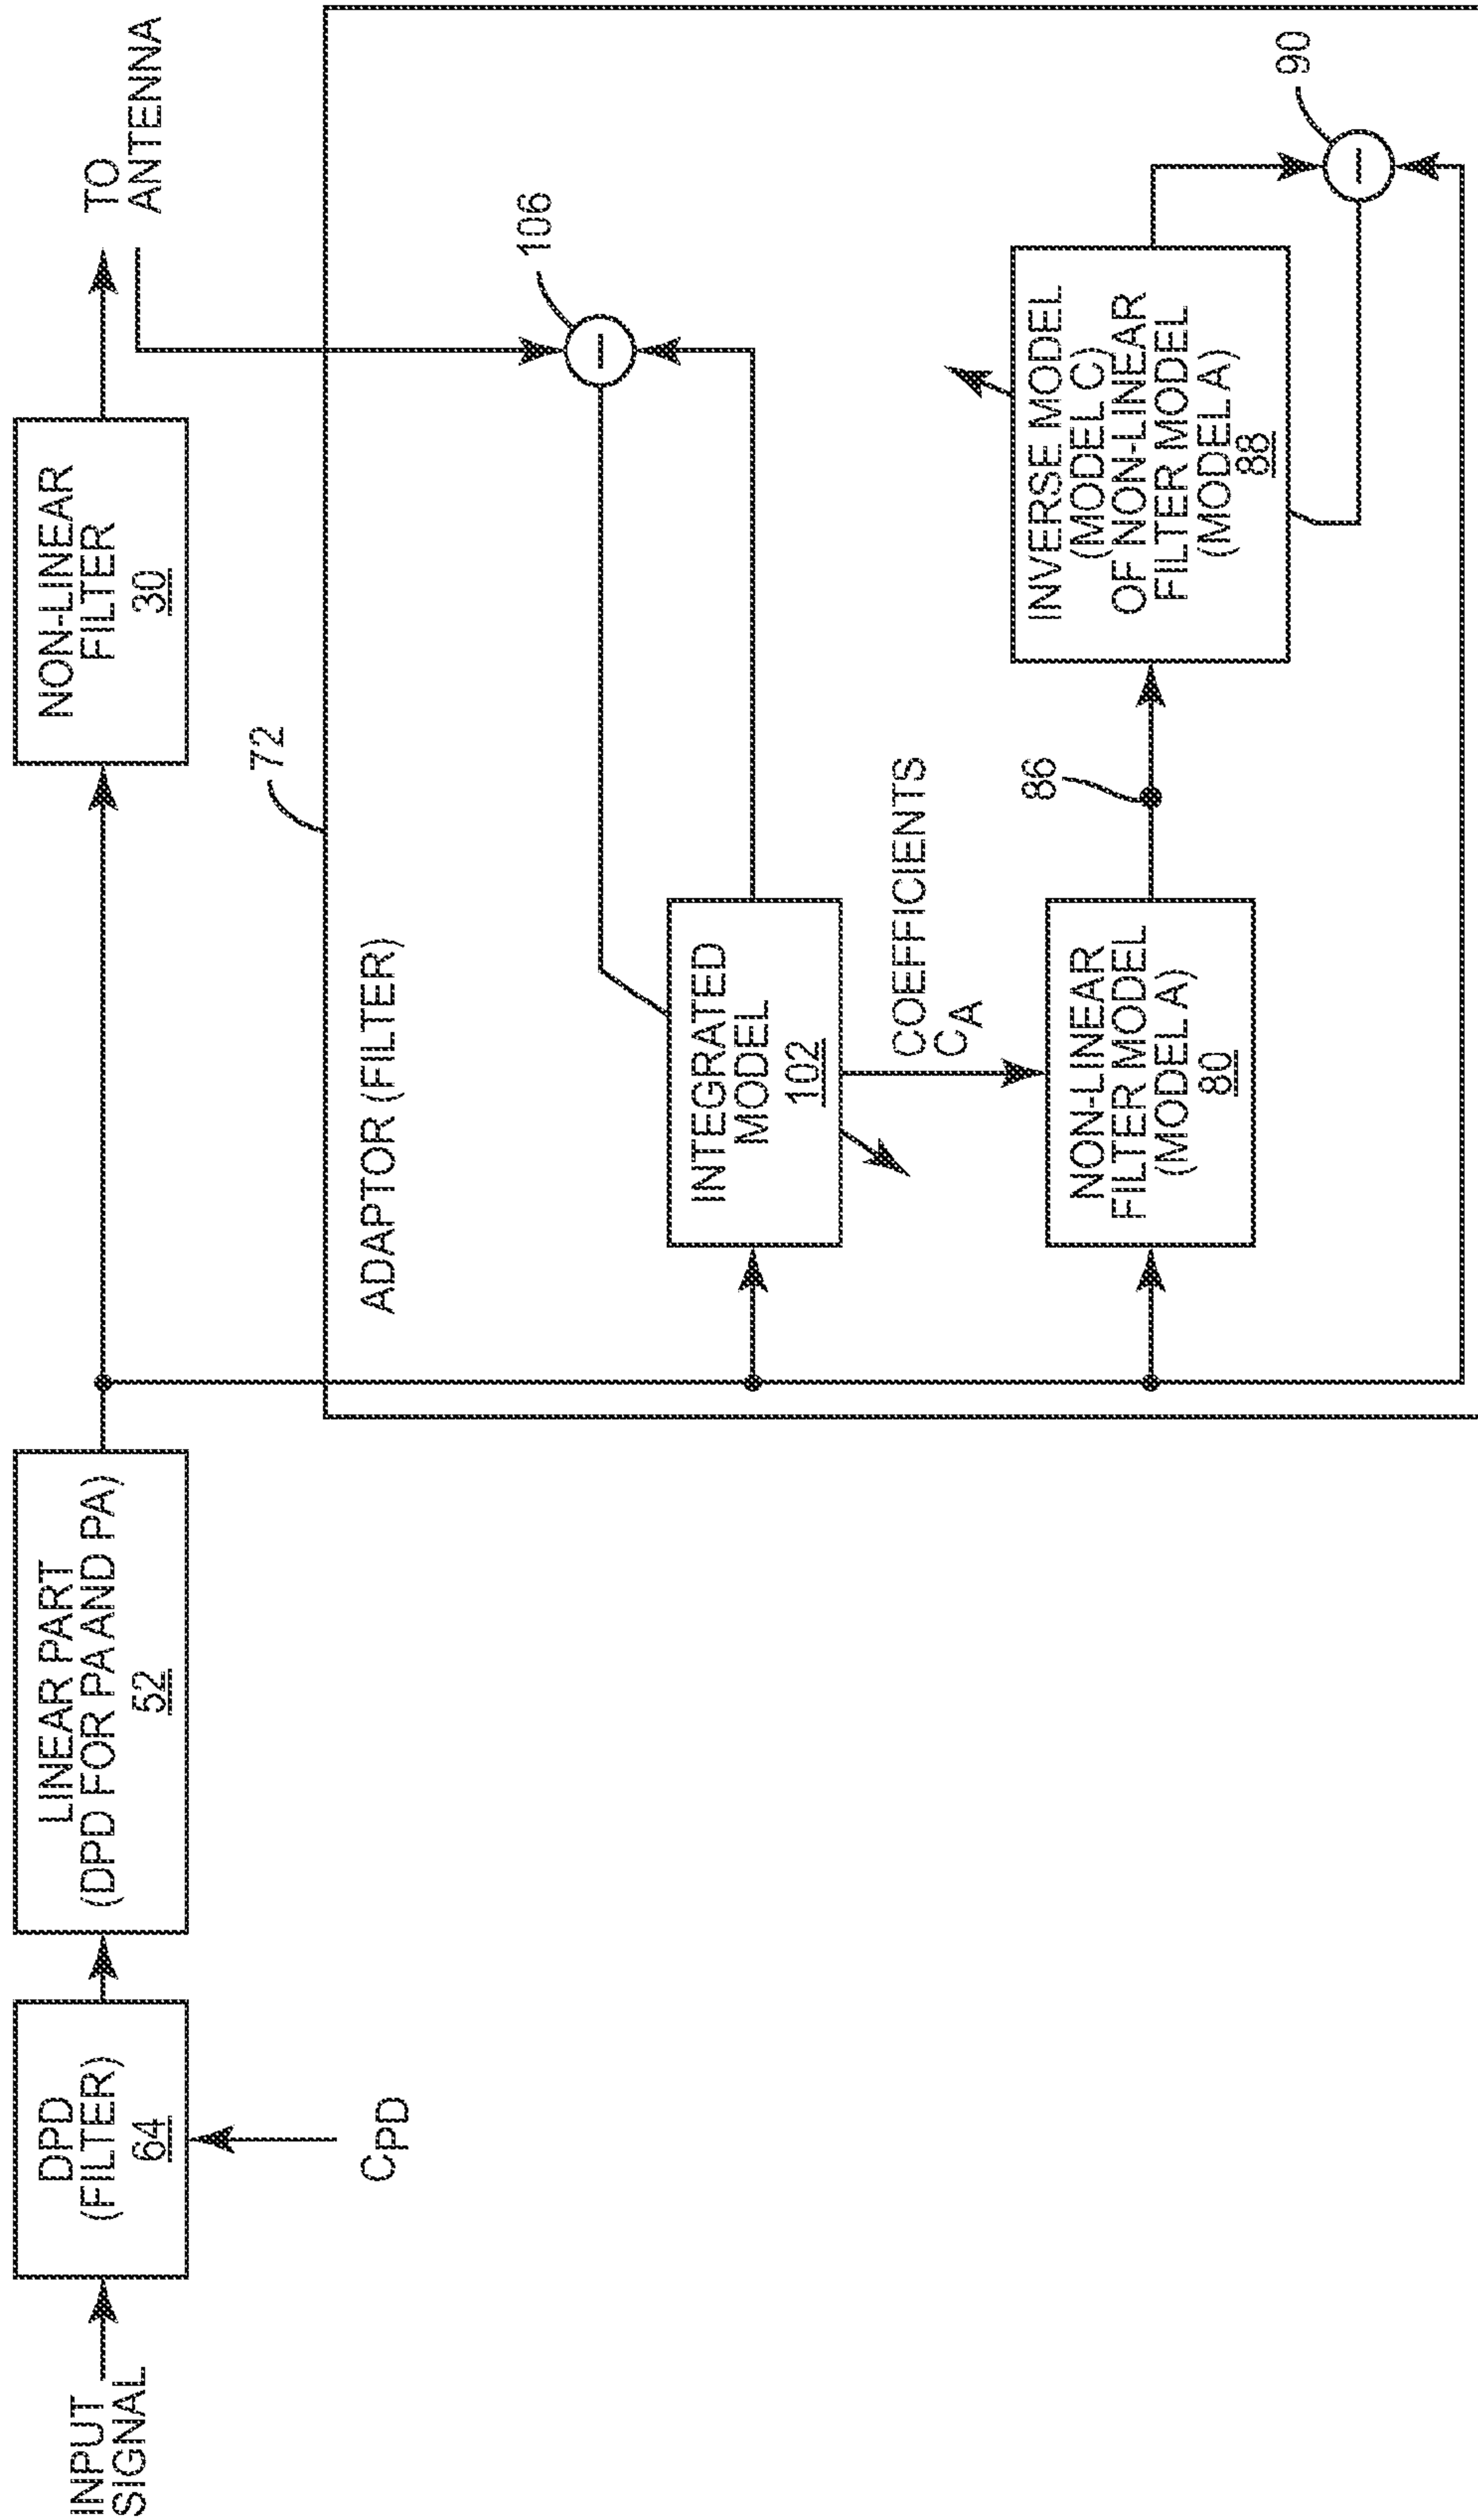 INPUT
SIGNAL
DPD
(FILTER)
64
CPD
LINEAR PART
(DPD FOR PA AND PA)
52
NON-LINEAR
FILTER
30
TO
ANTENNA
72
ADAPTOR (FILTER)
106
INTEGRATED
MODEL
102
COEFFICIENTS
CA
NON-LINEAR
FILTER MODEL
(MODEL A)
80
86
INVERSE MODEL
(MODEL C)
OF NON-LINEAR
FILTER MODEL
(MODEL A)
88
90